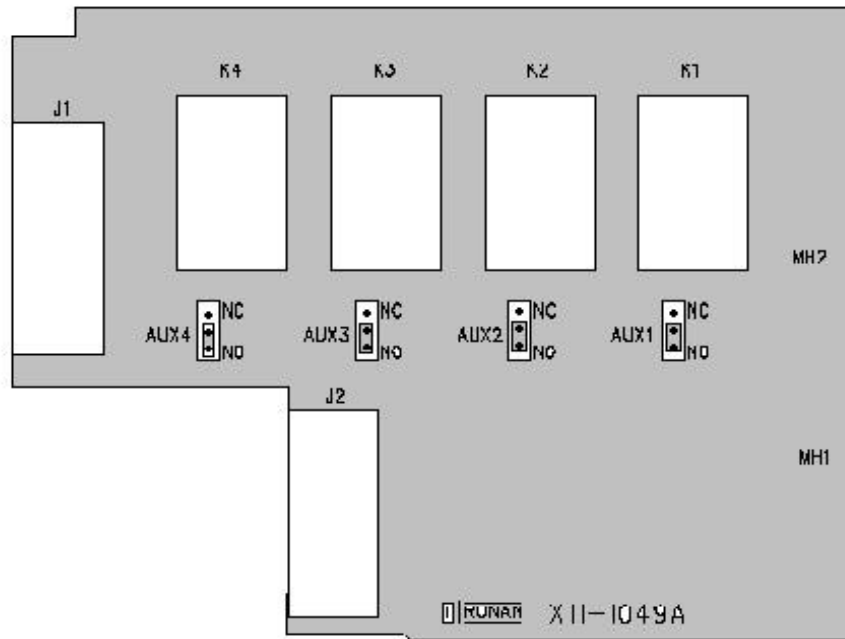 K4 K3 K2 K1
J1
MH2
NC NC NC NC
AUX4 AUX3 AUX2 AUX1
NO NO NO NO
J2
MH1
X11-1049A